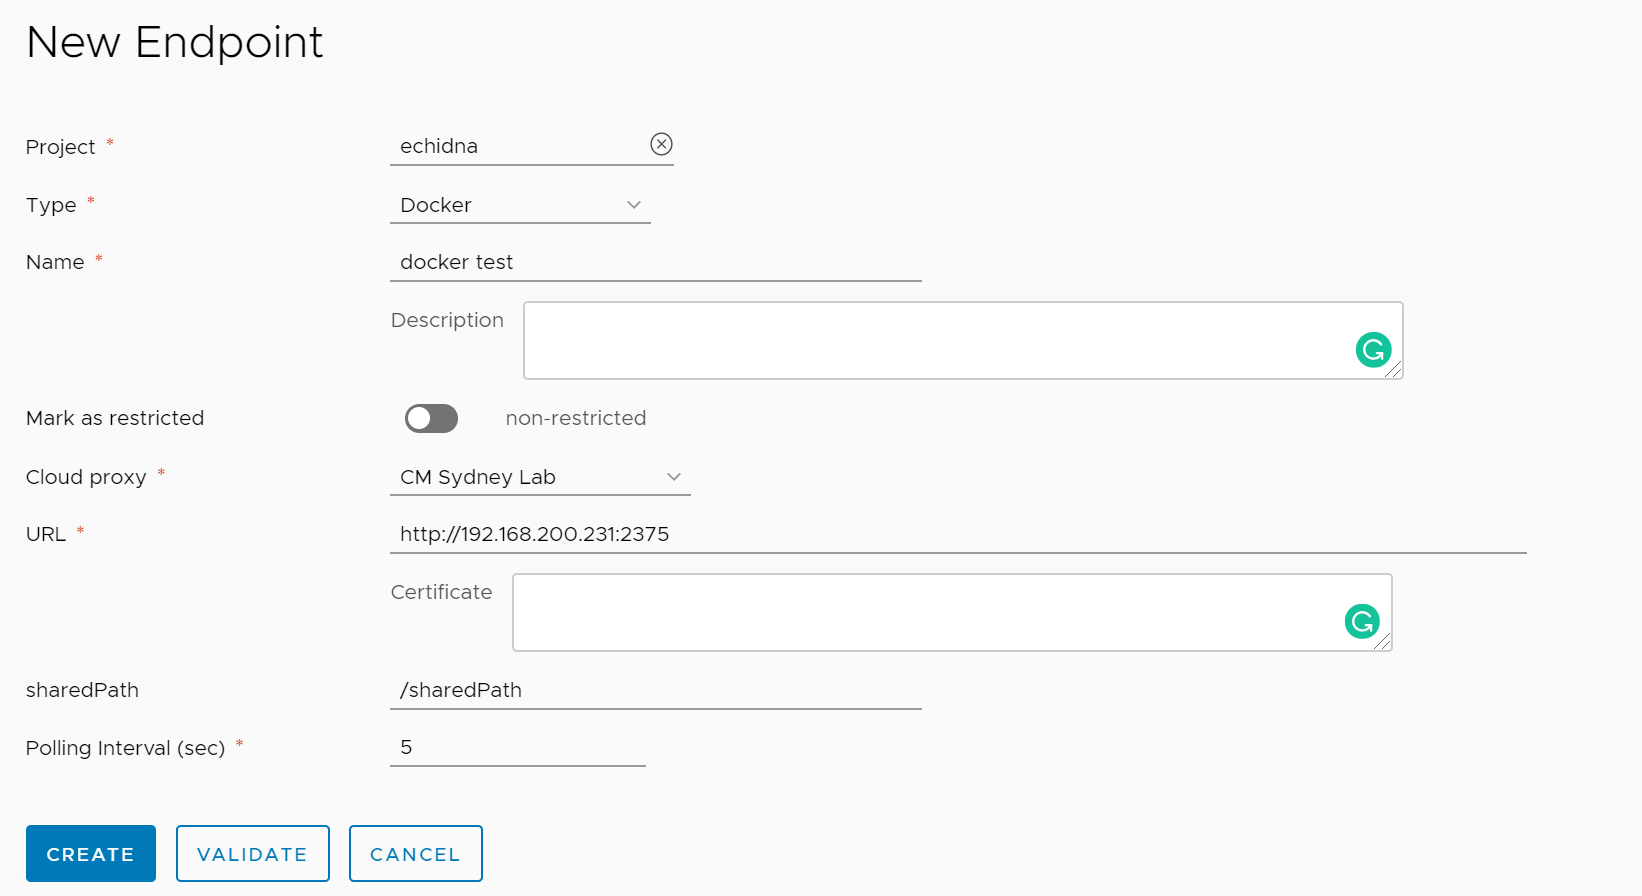 New Endpoint
Project *
echidna
Type *
Docker
Name *
docker test
Description
Mark as restricted
non-restricted
Cloud proxy *
CM Sydney Lab
URL *
http://192.168.200.231:2375
Certificate
sharedPath
/sharedPath
Polling Interval (sec) *
5
CREATE
VALIDATE
CANCEL